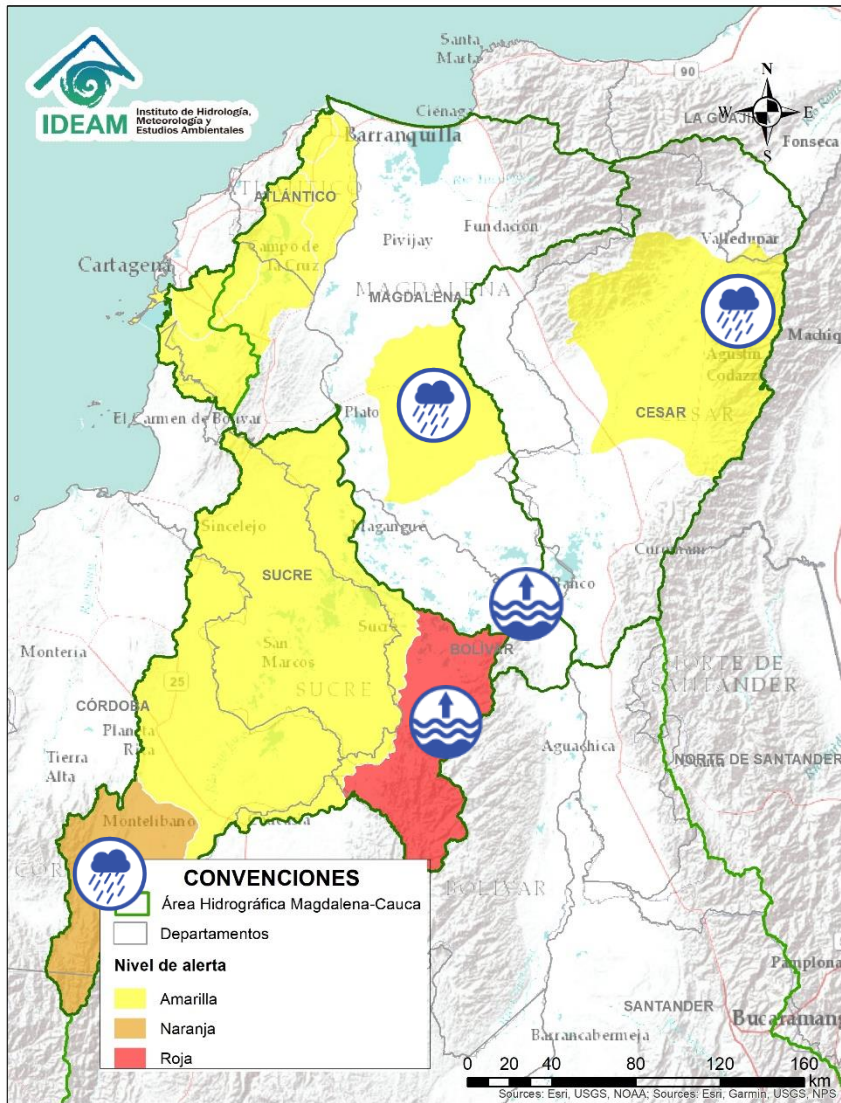 IDEAM
Instituto de Hidrología,
Meteorología y
Estudios Ambientales
Santa
Marta
90
N
W
E
S
LA GUAJIRA
Fonseca
Ciénaga
Barranquilla
ATLÁNTICO
Fundación
Pivijay
Valledupar
Campo de
la Cruz
Cartagena
MAGDALENA
MAGDALENA
Agustín
Codazzi
El Carmen de Bolívar
Plato
CESAR
CESAR
Magangue
Sincelejo
Curumaní
Banco
SUCRE
Sucre
BOLÍVAR
Montería
San
Marcos
SUCRE
NORTE DE
SANTANDER
25
CÓRDOBA
Planeta
Rica
Aguachica
NORTE DE SANTANDER
Tierra
Alta
Montelibano
BOLÍVAR
CONVENCIONES
Área Hidrográfica Magdalena-Cauca
Departamentos
Nivel de alerta
Amarilla
Naranja
Roja
Pamplona
SANTANDER
Bucaramang
Barrancabermeja
0 20 40 80 120 160
km
Sources: Esri, USGS, NOAA; Sources: Esri, Garmin, USGS, NPS